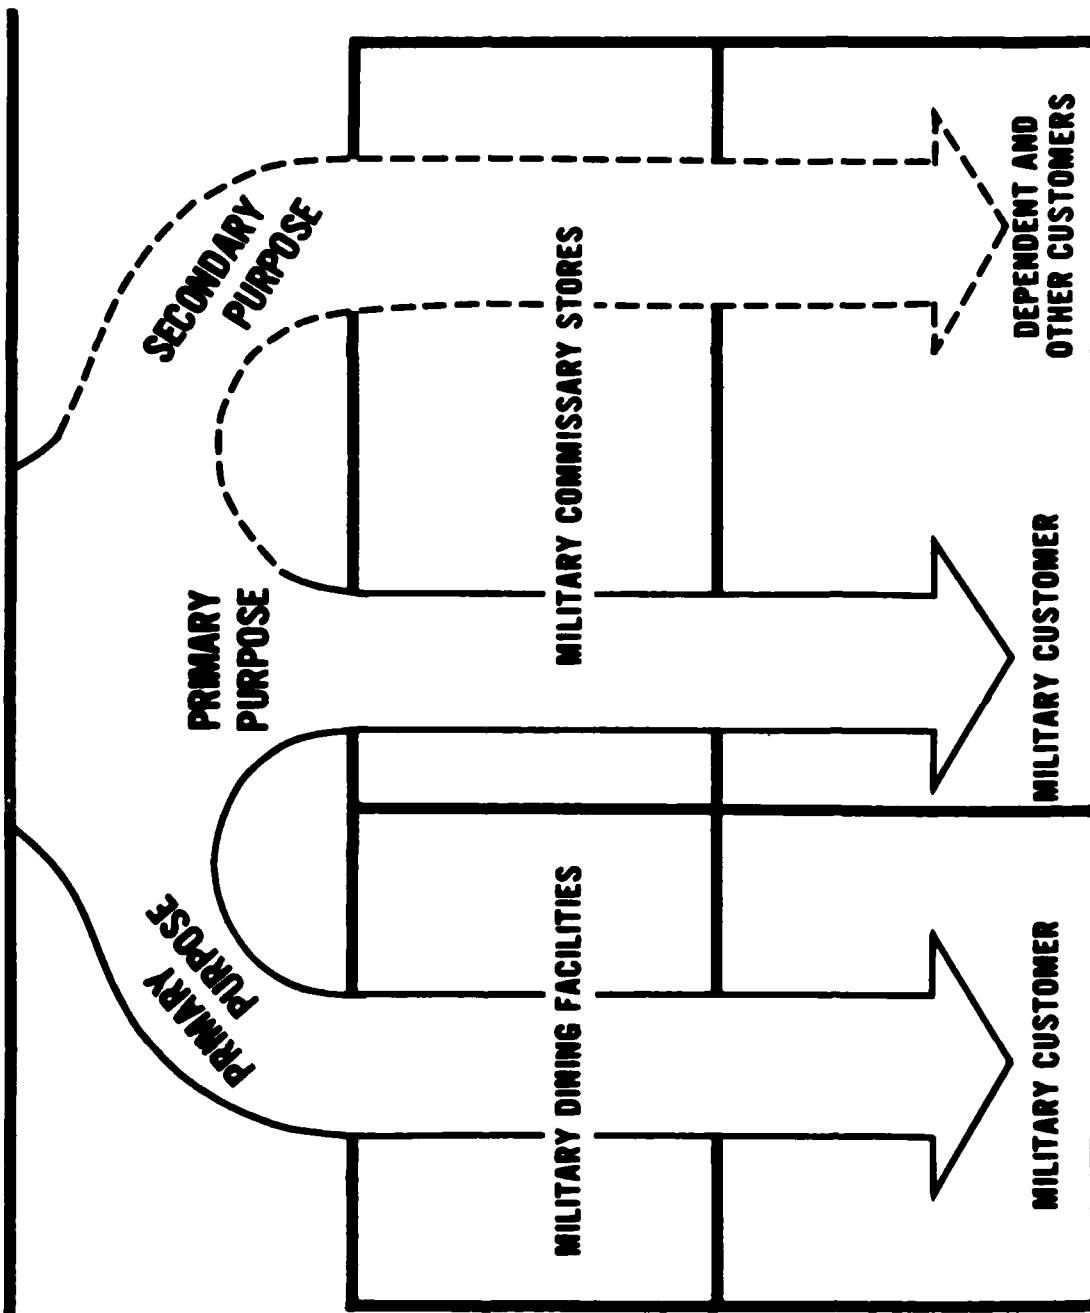 SECONDARY
PURPOSE
PRIMARY
PURPOSE
PRIMARY
PURPOSE
MILITARY COMMISSARY STORES
MILITARY DINING FACILITIES
DEPENDENT AND
OTHER CUSTOMERS
MILITARY CUSTOMER
MILITARY CUSTOMER